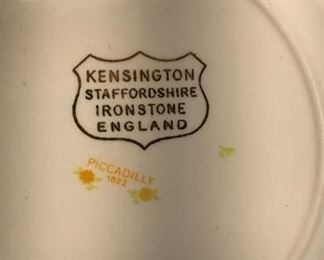 KENSINGTON
STAFFORDSHIRE
IRONSTONE
ENGLAND
PICCADILLY
1822